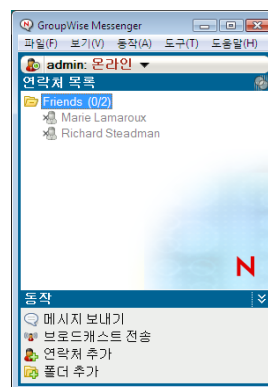 GroupWise Messenger
파일(F) 보기(V) 동작(A) 도구(T) 도움말(H)
admin: 온라인
연락처 목록
Friends (0/2)
Marie Lamaroux
Richard Steadman
N
동작
메시지 보내기
브로드캐스트 전송
연락처 추가
폴더 추가